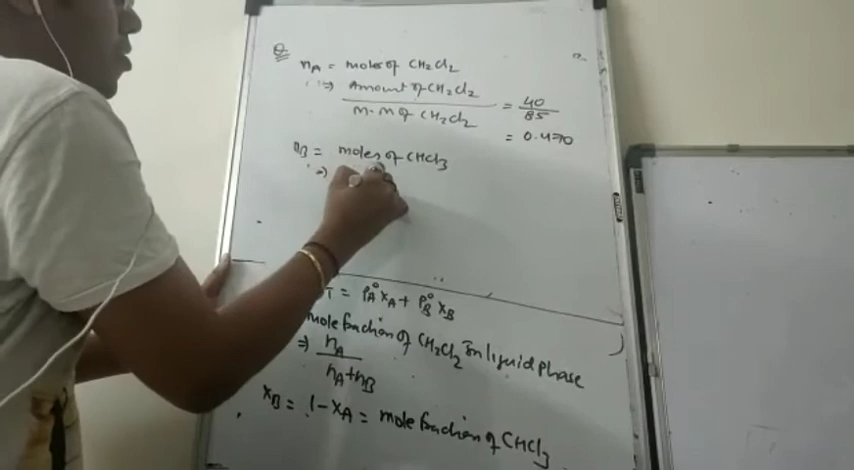 Q
nA = moles of CH2Cl2
⇒ Amount of CH2Cl2
M.M of CH2Cl2
= 40
85
= 0.470
nB = moles of CHCl3
⇒
= P°A XA + P°B XB
mole fraction of CH2Cl2 in liquid phase
⇒ nA
nA+nB
XB = 1-XA = mole fraction of CHCl3